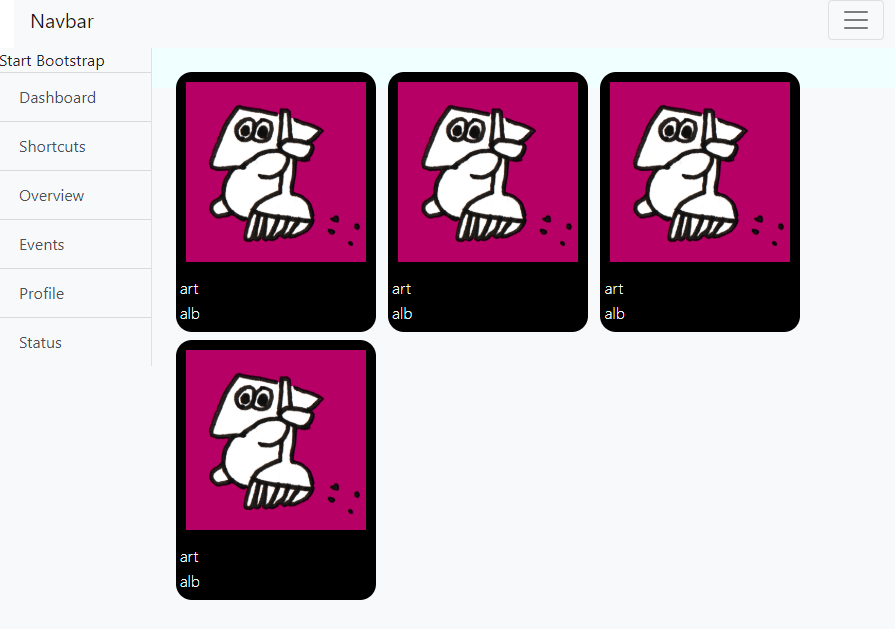 Navbar
Start Bootstrap
Dashboard
Shortcuts
Overview
Events
Profile
Status
art
alb
art
alb
art
alb
art
alb